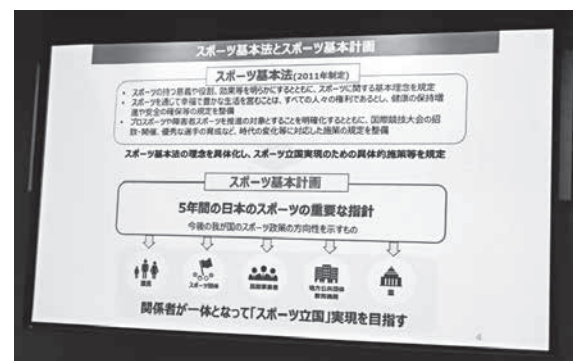 スポーツ基本法とスポーツ基本計画
スポーツ基本法(2011年制定)
• スポーツの持つ意義や役割、効果等を明らかにするとともに、スポーツに関する基本理念を規定
• スポーツを通じて幸福で豊かな生活を営むことは、すべての人々の権利であるとし、健康の保持増
進や安全の確保等の規定を整備
• プロスポーツや障害者スポーツを推進の対象とすることを明確化するとともに、国際競技大会の招
致・開催、優秀な選手の育成など、時代の変化等に対応した施策の規定を整備
スポーツ基本法の理念を具体化し、スポーツ立国実現のための具体的施策等を規定
スポーツ基本計画
5年間の日本のスポーツの重要な指針
今後の我が国のスポーツ政策の方向性を示すもの
国民
スポーツ団体
民間事業者
地方公共団体
教育機関
国
関係者が一体となって「スポーツ立国」実現を目指す
4